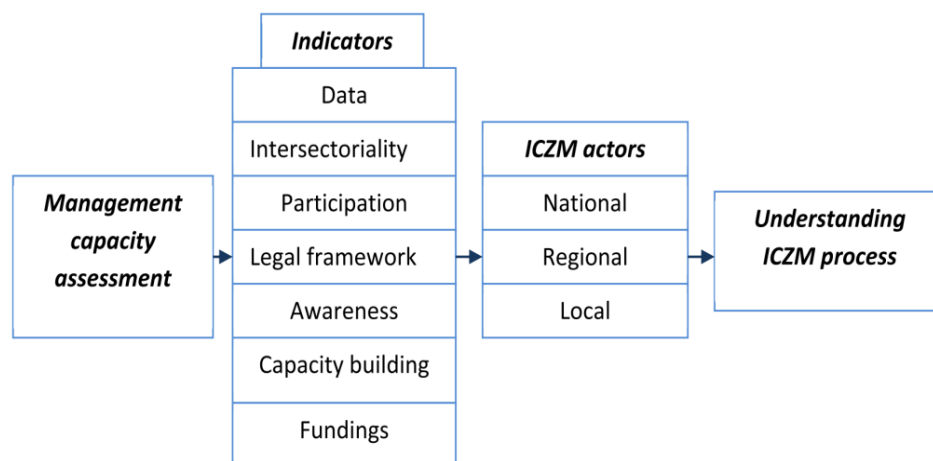 Management
capacity
assessment
Indicators
Data
Intersectoriality
Participation
Legal framework
Awareness
Capacity building
Fundings
ICZM actors
National
Regional
Local
Understanding
ICZM process